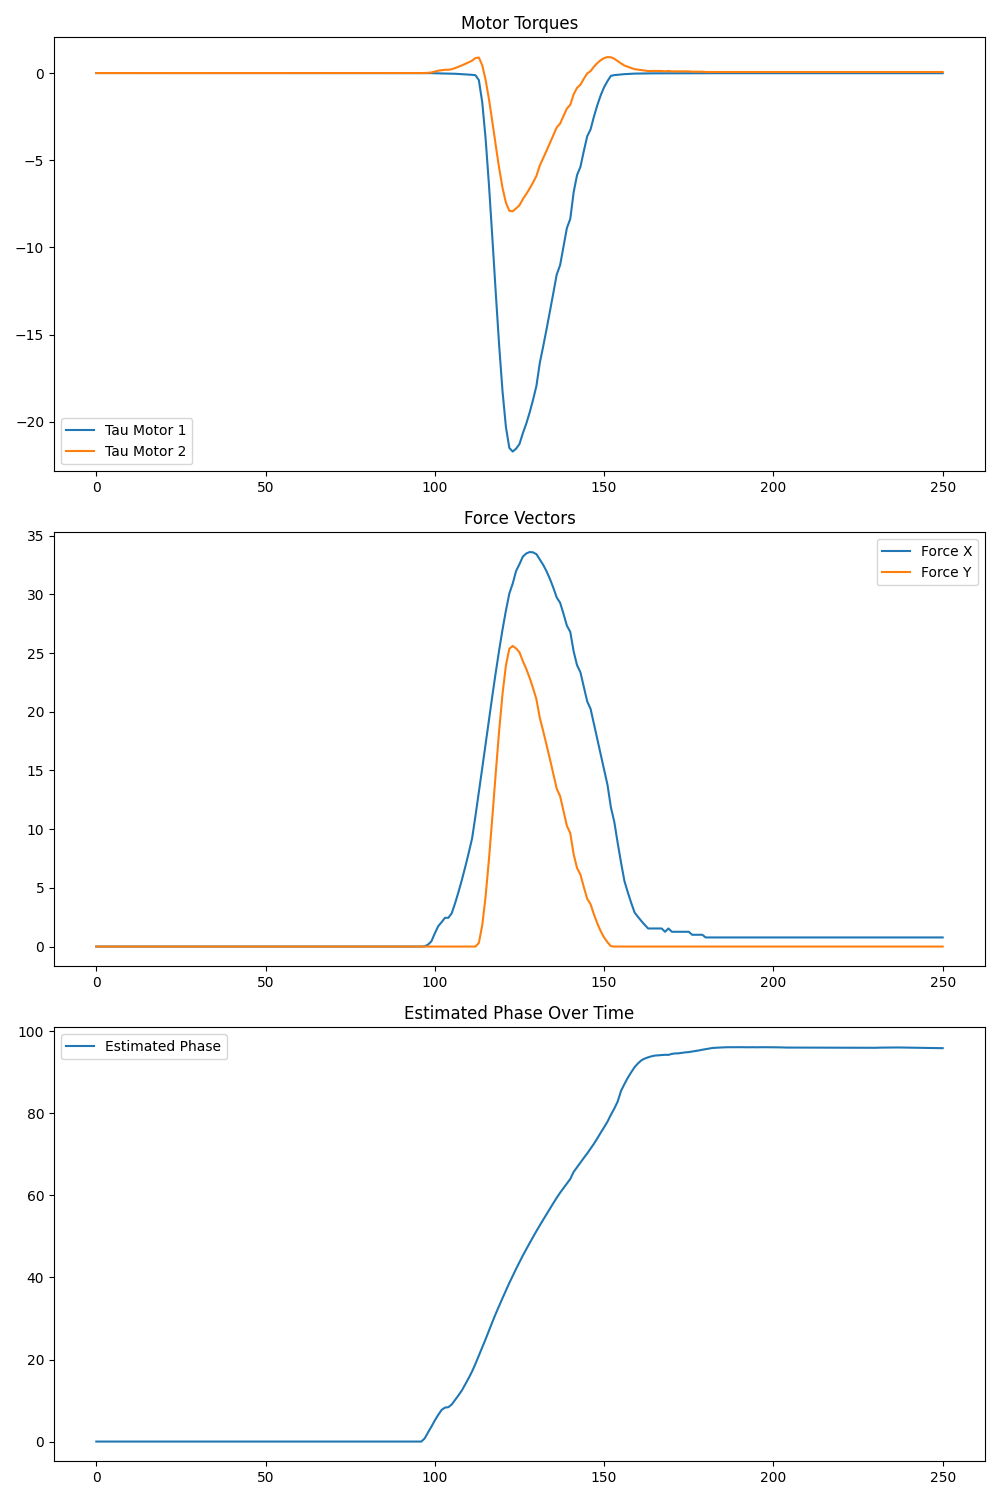 Motor Torques
0
−5
−10
−15
−20
Tau Motor 1
Tau Motor 2
0 50 100 150 200 250
Force Vectors
35
30
25
20
15
10
5
0
Force X
Force Y
0 50 100 150 200 250
Estimated Phase Over Time
100
80
60
40
20
0
Estimated Phase
0 50 100 150 200 250